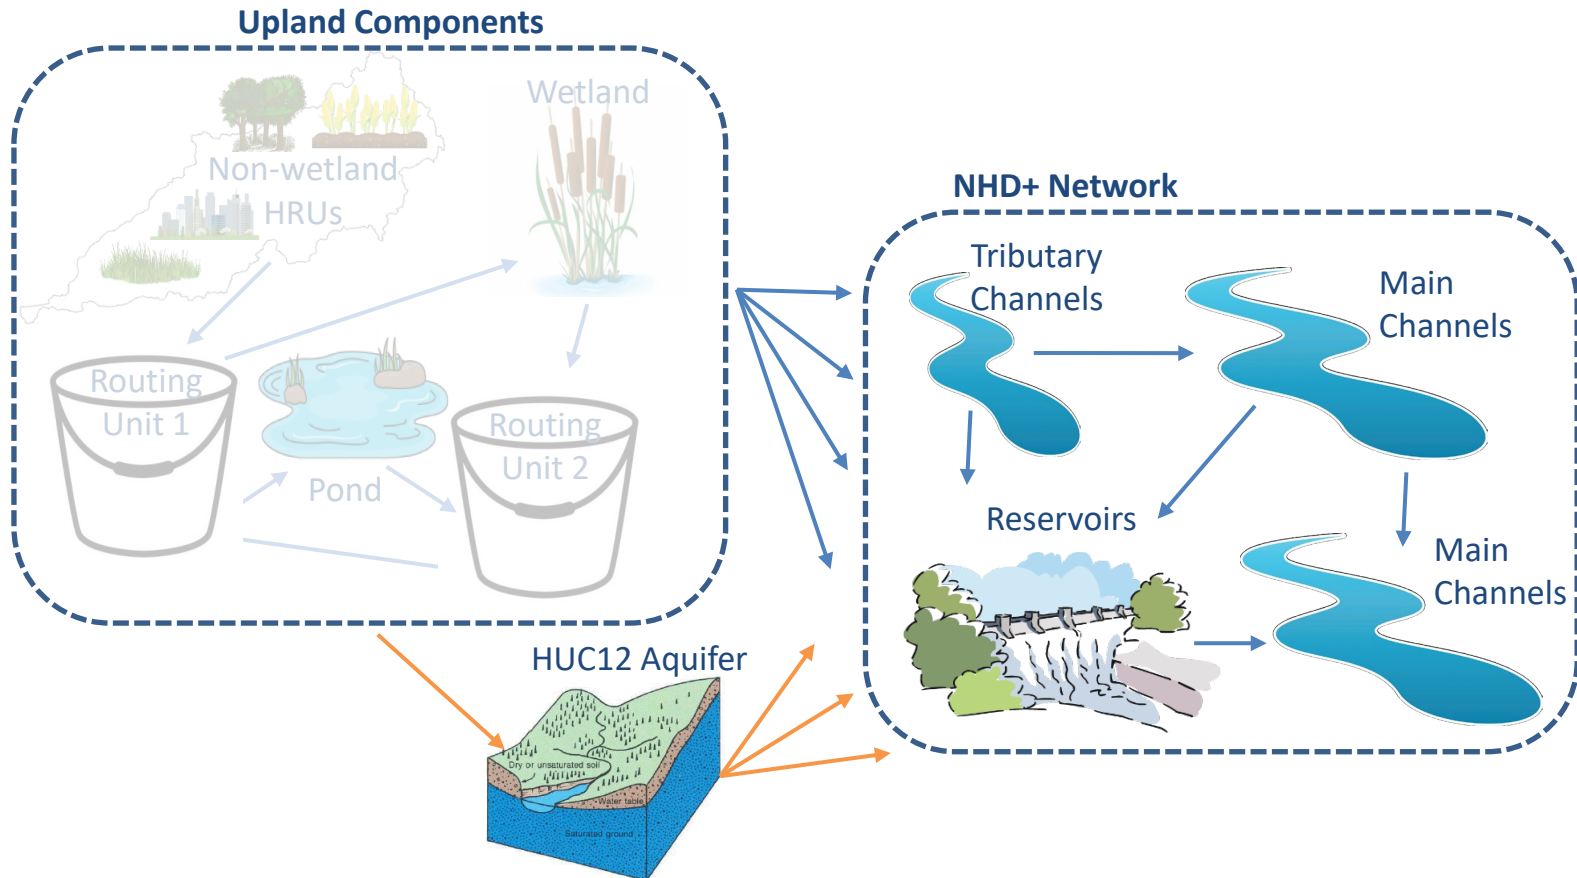 Upland Components
Wetland
Non-wetland
HRUs
Routing
Unit 1
Pond
Routing
Unit 2
HUC12 Aquifer
Dry or unsaturated soil
Water table
Saturated ground
NHD+ Network
Tributary
Channels
Main
Channels
Reservoirs
Main
Channels